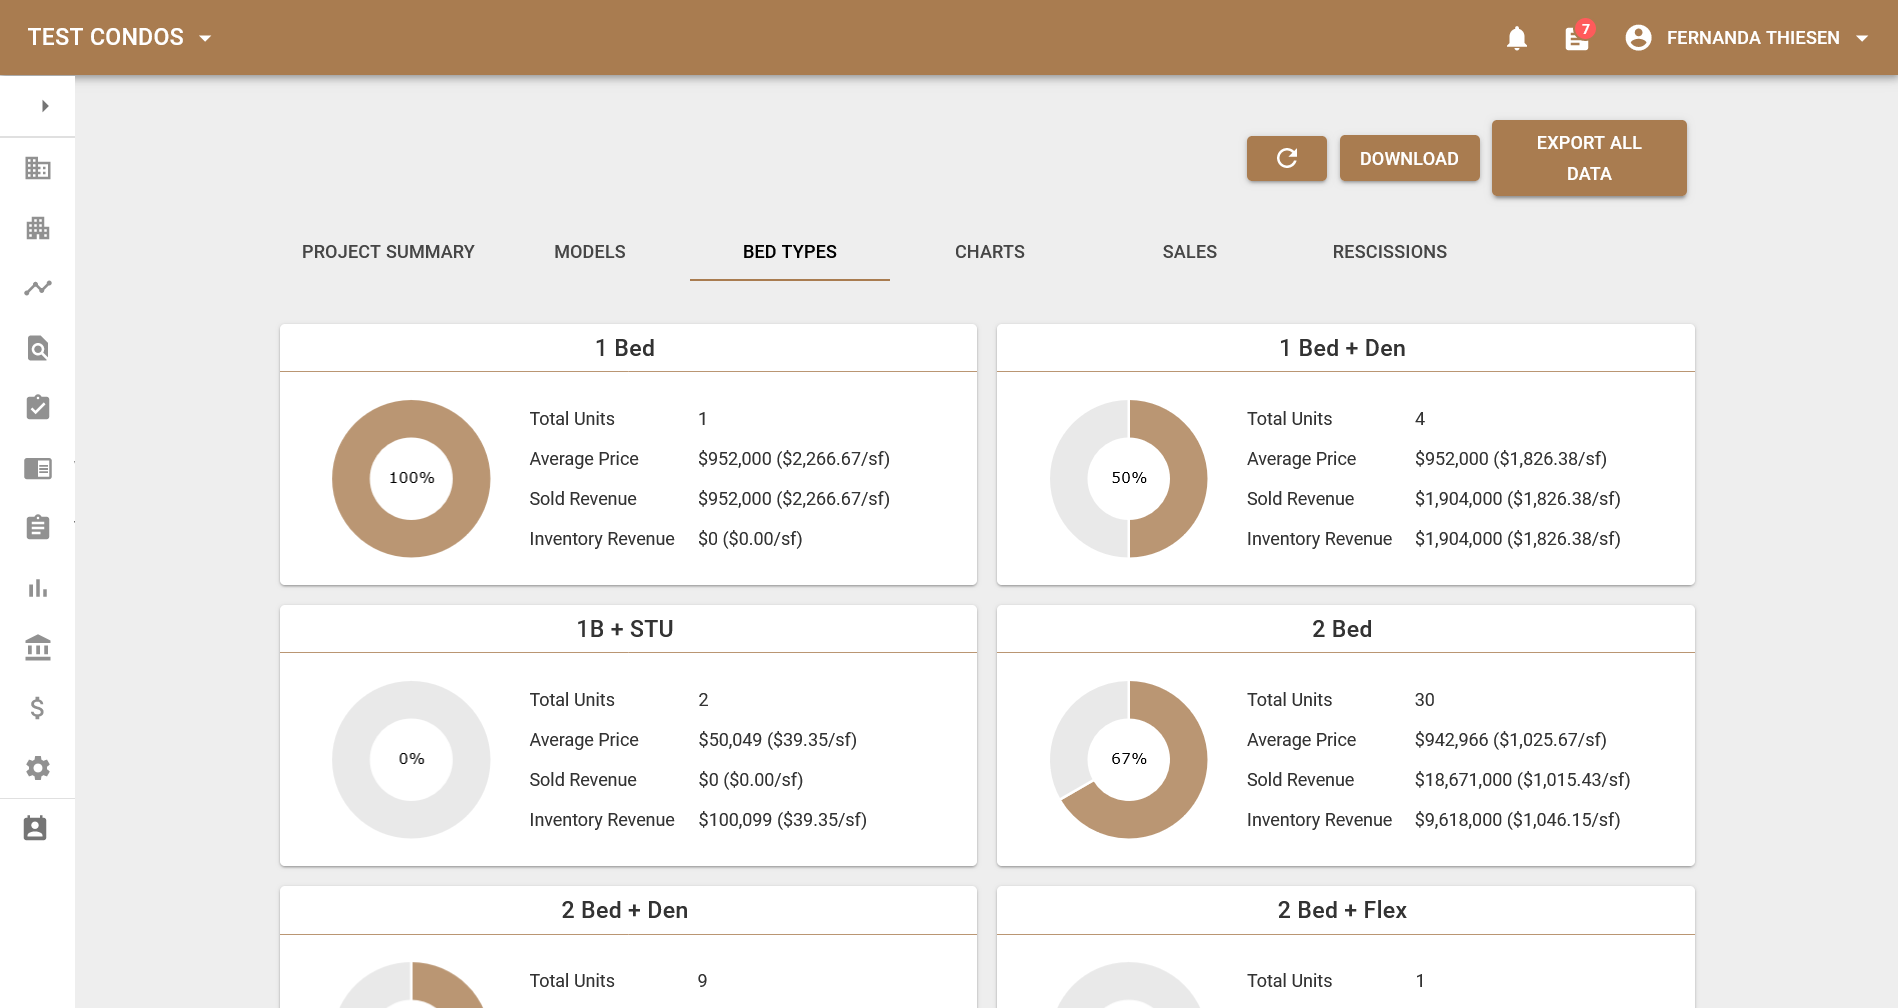 TEST CONDOS
7
FERNANDA THIESEN
DOWNLOAD
EXPORT ALL
DATA
PROJECT SUMMARY
MODELS
BED TYPES
CHARTS
SALES
RESCISSIONS
1 Bed
100%
Total Units 1
Average Price $952,000 ($2,266.67/sf)
Sold Revenue $952,000 ($2,266.67/sf)
Inventory Revenue $0 ($0.00/sf)
1 Bed + Den
50%
Total Units 4
Average Price $952,000 ($1,826.38/sf)
Sold Revenue $1,904,000 ($1,826.38/sf)
Inventory Revenue $1,904,000 ($1,826.38/sf)
1B + STU
0%
Total Units 2
Average Price $50,049 ($39.35/sf)
Sold Revenue $0 ($0.00/sf)
Inventory Revenue $100,099 ($39.35/sf)
2 Bed
67%
Total Units 30
Average Price $942,966 ($1,025.67/sf)
Sold Revenue $18,671,000 ($1,015.43/sf)
Inventory Revenue $9,618,000 ($1,046.15/sf)
2 Bed + Den
Total Units 9
2 Bed + Flex
Total Units 1